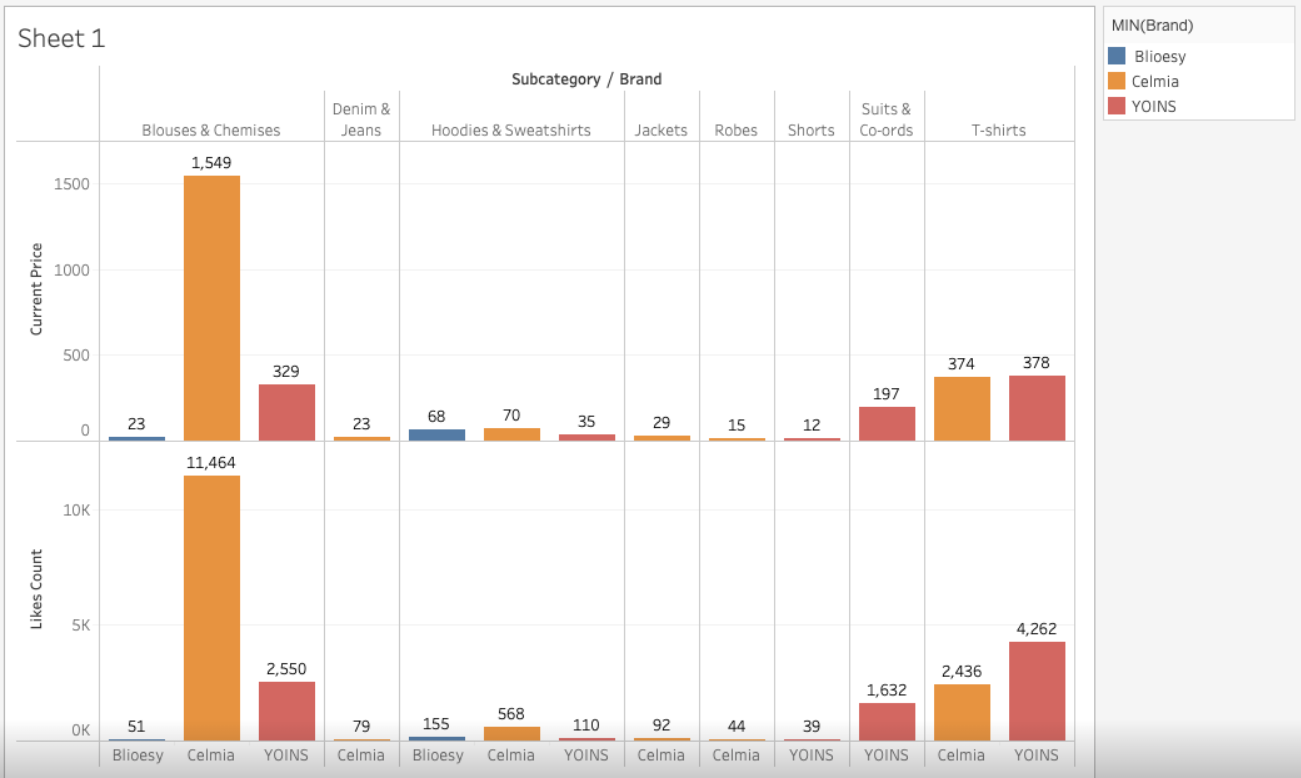 Sheet 1
MIN(Brand)
Blioesy
Celmia
YOINS
Subcategory / Brand
Blouses & Chemises
Denim &
Jeans
Hoodies & Sweatshirts
Jackets
Robes
Shorts
Suits &
Co-ords
T-shirts
Current Price
1500
1000
500
0
23
1,549
329
23
68
70
35
29
15
12
197
374
378
Likes Count
10K
5K
0K
51
11,464
2,550
79
155
568
110
92
44
39
1,632
2,436
4,262
Blioesy
Celmia
YOINS
Celmia
Blioesy
Celmia
YOINS
Celmia
Celmia
YOINS
YOINS
Celmia
YOINS